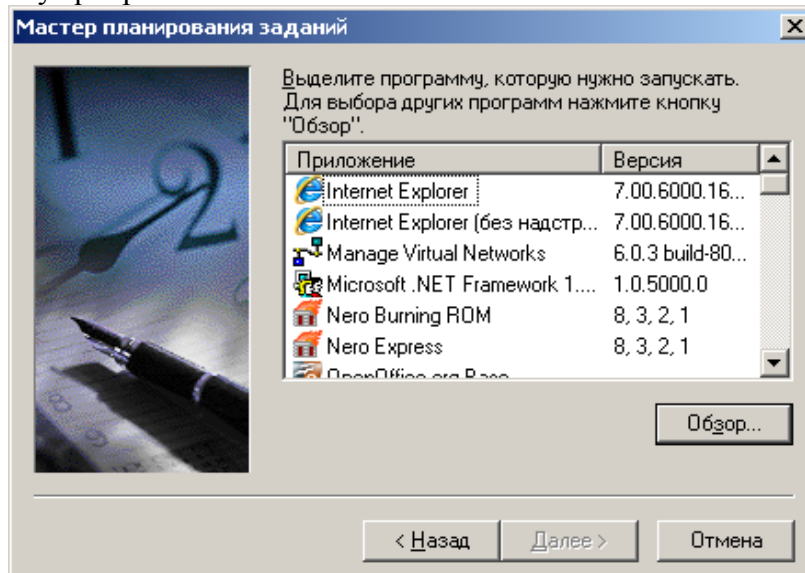 Мастер планирования заданий
Выделите программу, которую нужно запускать.
Для выбора других программ нажмите кнопку
"Обзор".
Приложение Версия
Internet Explorer 7.00.6000.16...
Internet Explorer (без надстр... 7.00.6000.16...
Manage Virtual Networks 6.0.3 build-80...
Microsoft .NET Framework 1.... 1.0.5000.0
Nero Burning ROM 8, 3, 2, 1
Nero Express 8, 3, 2, 1
OpenOffice.org Base
Обзор...
< Назад Далее > Отмена